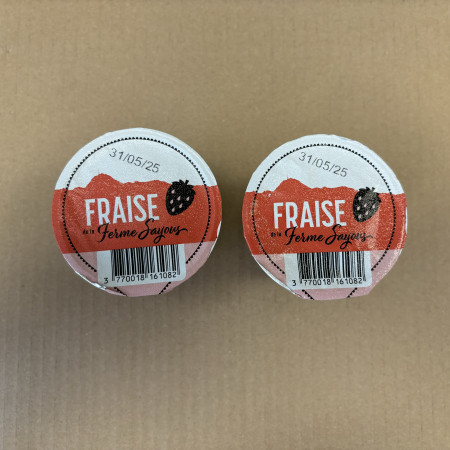 31/05/25
FRAISE
de la Ferme Sayous
3 770018 161082
31/05/25
FRAISE
de la Ferme Sayous
3 770018 161082